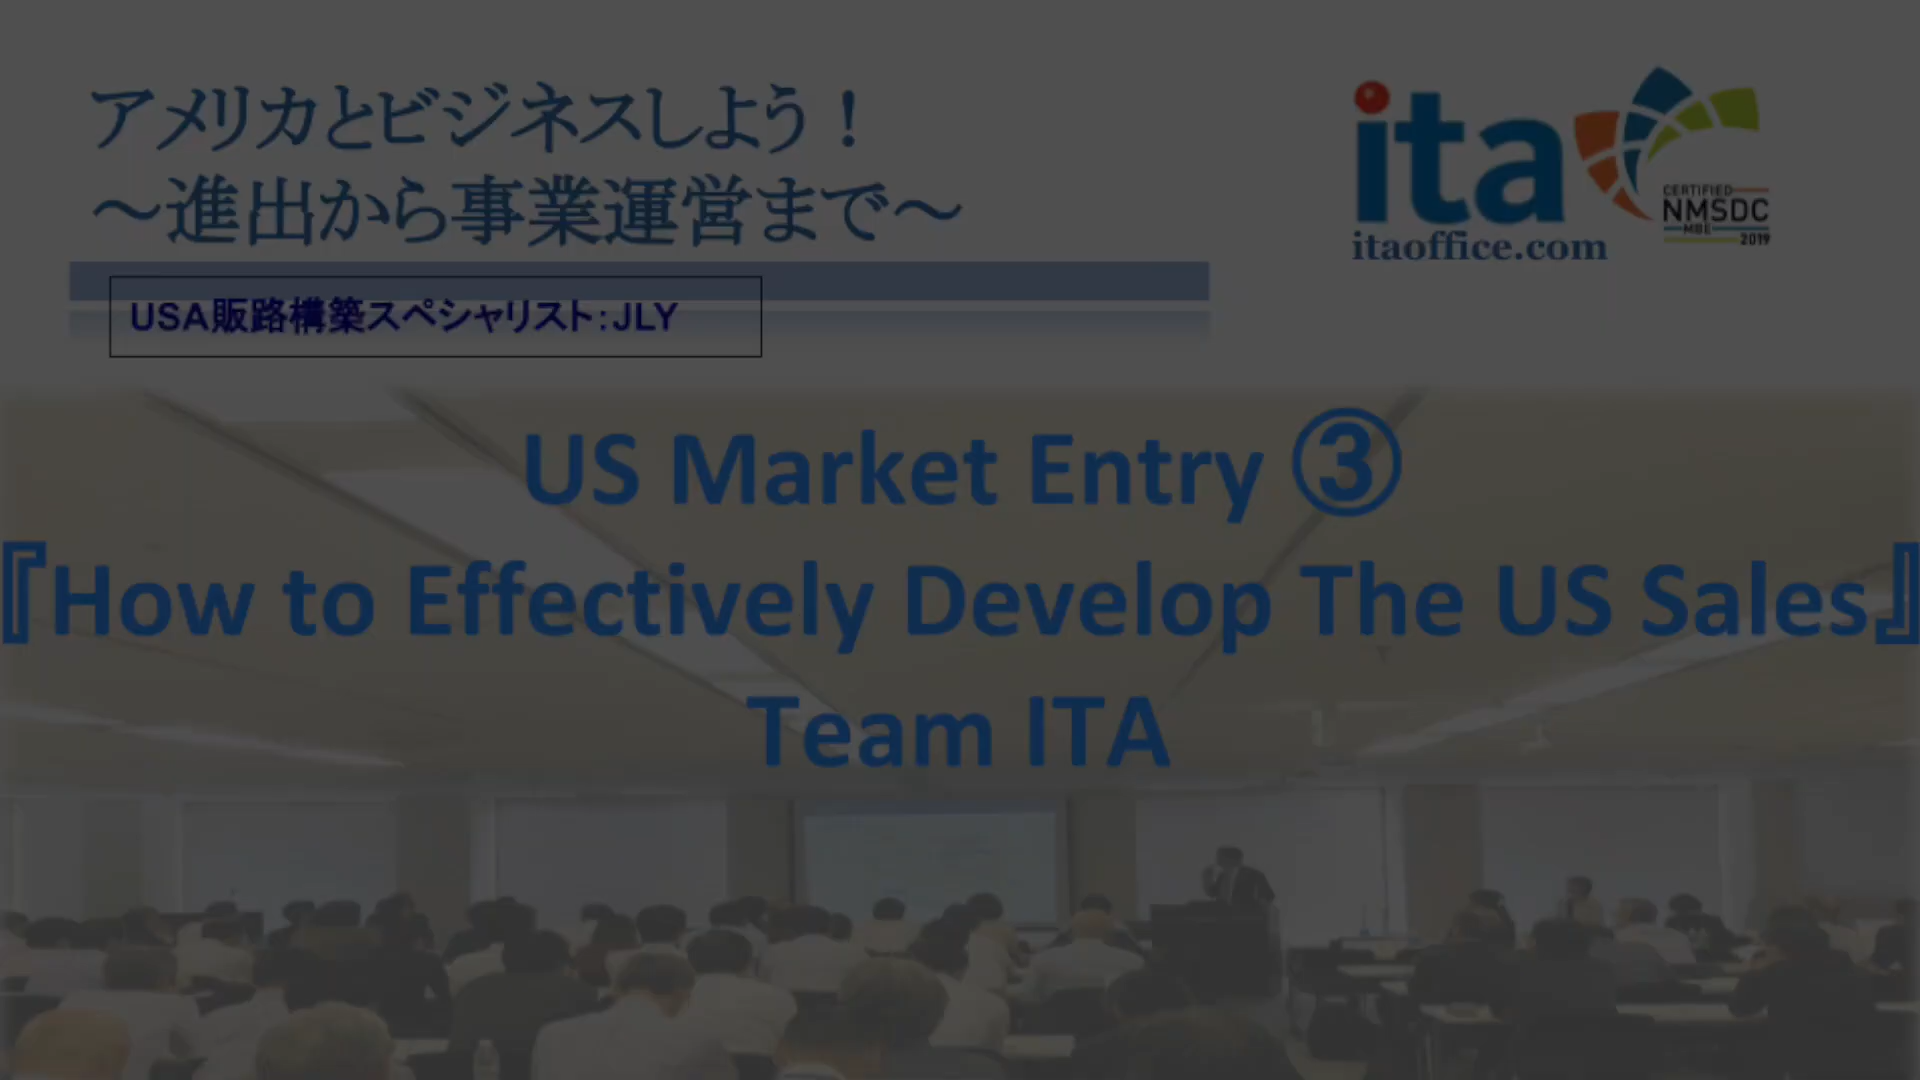 アメリカとビジネスしよう！
～進出から事業運営まで～
ita
itaoffice.com
CERTIFIED
NMSDC
MBE
2019
USA販路構築スペシャリスト：JLY
US Market Entry ③
『How to Effectively Develop The US Sales』
Team ITA